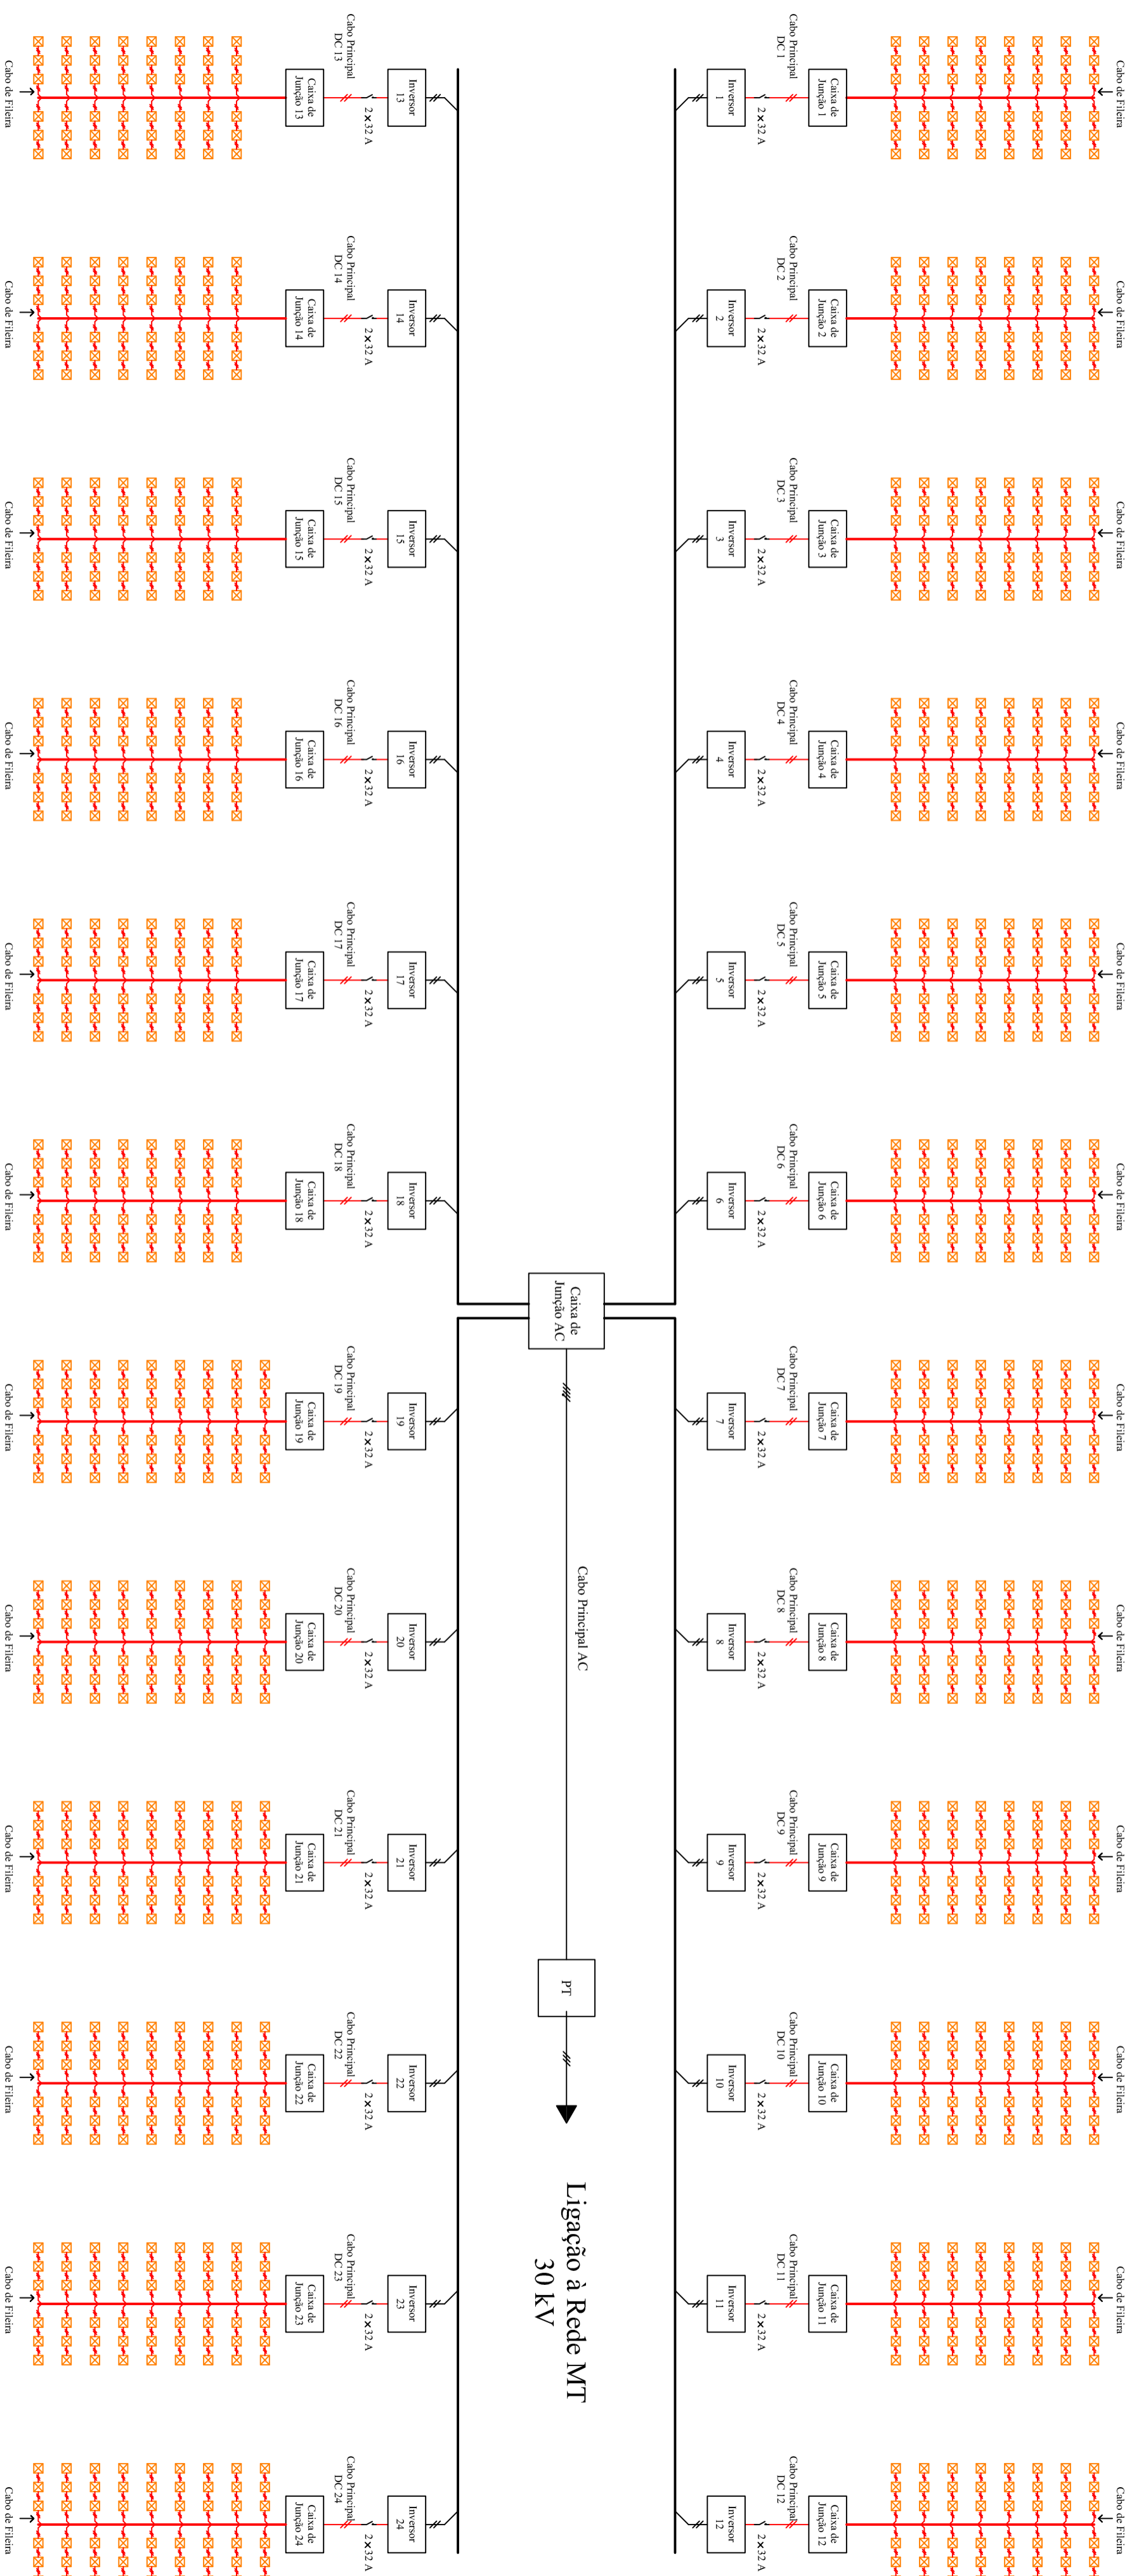 Cabo de Fileira
Caixa de
Junção 1
Cabo Principal
DC 1
2×32 A
Inversor
1
Cabo de Fileira
Caixa de
Junção 2
Cabo Principal
DC 2
2×32 A
Inversor
2
Cabo de Fileira
Caixa de
Junção 3
Cabo Principal
DC 3
2×32 A
Inversor
3
Cabo de Fileira
Caixa de
Junção 4
Cabo Principal
DC 4
2×32 A
Inversor
4
Cabo de Fileira
Caixa de
Junção 5
Cabo Principal
DC 5
2×32 A
Inversor
5
Cabo de Fileira
Caixa de
Junção 6
Cabo Principal
DC 6
2×32 A
Inversor
6
Cabo de Fileira
Caixa de
Junção 7
Cabo Principal
DC 7
2×32 A
Inversor
7
Cabo de Fileira
Caixa de
Junção 8
Cabo Principal
DC 8
2×32 A
Inversor
8
Cabo de Fileira
Caixa de
Junção 9
Cabo Principal
DC 9
2×32 A
Inversor
9
Cabo de Fileira
Caixa de
Junção 10
Cabo Principal
DC 10
2×32 A
Inversor
10
Cabo de Fileira
Caixa de
Junção 11
Cabo Principal
DC 11
2×32 A
Inversor
11
Cabo de Fileira
Caixa de
Junção 12
Cabo Principal
DC 12
2×32 A
Inversor
12
Caixa de
Junção AC
Cabo Principal AC
PT
Ligação à Rede MT
30 kV
Inversor
13
2×32 A
Cabo Principal
DC 13
Caixa de
Junção 13
Cabo de Fileira
Inversor
14
2×32 A
Cabo Principal
DC 14
Caixa de
Junção 14
Cabo de Fileira
Inversor
15
2×32 A
Cabo Principal
DC 15
Caixa de
Junção 15
Cabo de Fileira
Inversor
16
2×32 A
Cabo Principal
DC 16
Caixa de
Junção 16
Cabo de Fileira
Inversor
17
2×32 A
Cabo Principal
DC 17
Caixa de
Junção 17
Cabo de Fileira
Inversor
18
2×32 A
Cabo Principal
DC 18
Caixa de
Junção 18
Cabo de Fileira
Inversor
19
2×32 A
Cabo Principal
DC 19
Caixa de
Junção 19
Cabo de Fileira
Inversor
20
2×32 A
Cabo Principal
DC 20
Caixa de
Junção 20
Cabo de Fileira
Inversor
21
2×32 A
Cabo Principal
DC 21
Caixa de
Junção 21
Cabo de Fileira
Inversor
22
2×32 A
Cabo Principal
DC 22
Caixa de
Junção 22
Cabo de Fileira
Inversor
23
2×32 A
Cabo Principal
DC 23
Caixa de
Junção 23
Cabo de Fileira
Inversor
24
2×32 A
Cabo Principal
DC 24
Caixa de
Junção 24
Cabo de Fileira